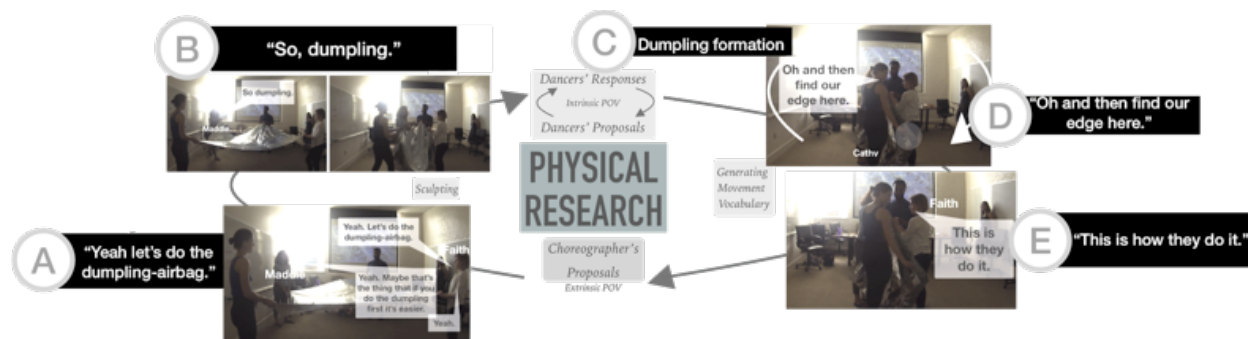 B
“So, dumpling.”
So dumpling.
Maddie
C
Dumpling formation
Oh and then
find our
edge here.
Cathy
D
“Oh and then find our
edge here.”
Dancers' Responses
Intrinsic POV
Dancers' Proposals
PHYSICAL
RESEARCH
Sculpting
Generating
Movement
Vocabulary
Choreographer's
Proposals
Extrinsic POV
A
“Yeah let’s do the
dumpling-airbag.”
Yeah. Let's do the
dumpling-airbag.
Faith
Maddie
Yeah. Maybe that's
the thing that if you
do the dumpling
first it's easier.
Yeah.
Faith
This is
how they
do it.
E
“This is how they do it.”